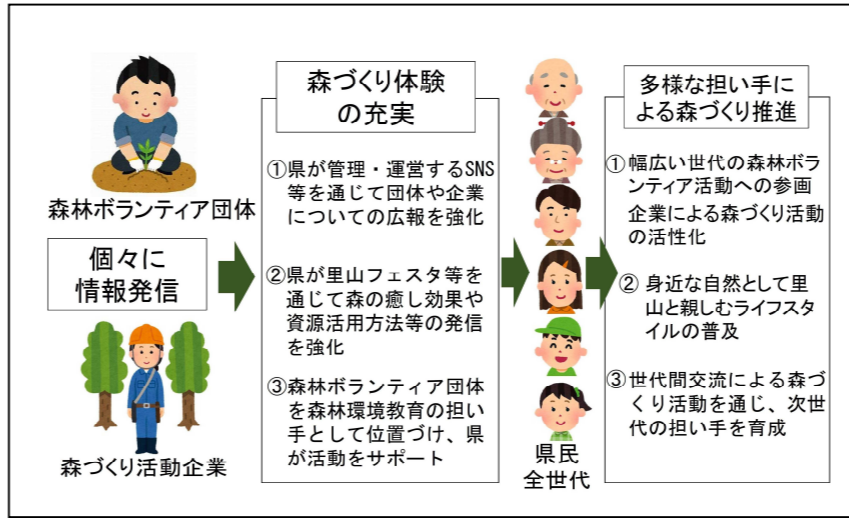 森林ボランティア団体
個々に
情報発信
森づくり活動企業
森づくり体験
の充実
①県が管理・運営するSNS
等を通じて団体や企業
についての広報を強化
②県が里山フェスタ等を
通じて森の癒し効果や
資源活用方法等の発信
を強化
③森林ボランティア団体
を森林環境教育の担い
手として位置づけ、県
が活動をサポート
県民
全世代
多様な担い手に
よる森づくり推進
① 幅広い世代の森林ボラ
ンティア活動への参画
企業による森づくり活動
の活性化
② 身近な自然として里
山と親しむライフスタ
イルの普及
③世代間交流による森づ
くり活動を通じ、次世
代の担い手を育成